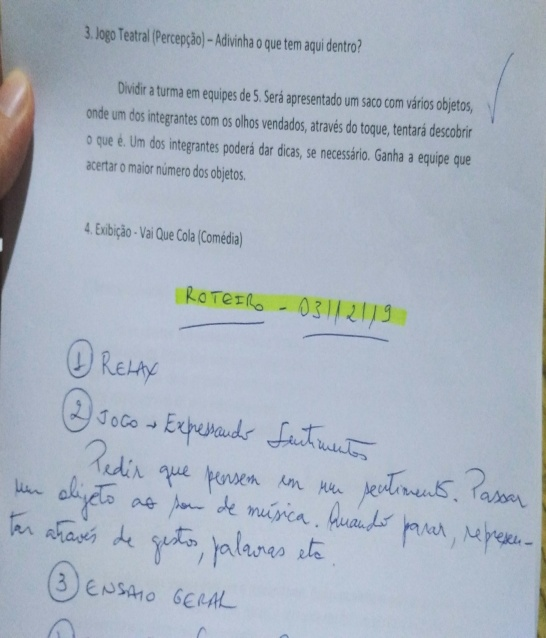 3. Jogo Teatral (Percepção) – Adivinha o que tem aqui dentro?
Dividir a turma em equipes de 5. Será apresentado um saco com vários objetos,
onde um dos integrantes com os olhos vendados, através do toque, tentará descobrir
o que é. Um dos integrantes poderá dar dicas, se necessário. Ganha a equipe que
acertar o maior número dos objetos.
4. Exibição - Vai Que Cola (Comédia)
ROTEIRO - 03/12/19
1 RELAX
2 JOGO → Expressando Sentimentos
Pedir que pensem em um sentimento. Passar
um objeto ao som de música. Quando parar, represen-
tar através de gestos, palavras etc.
3 ENSAIO GERAL